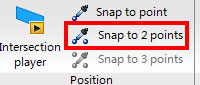 Snap to point
Intersection player
Snap to 2 points
Snap to 3 points
Position